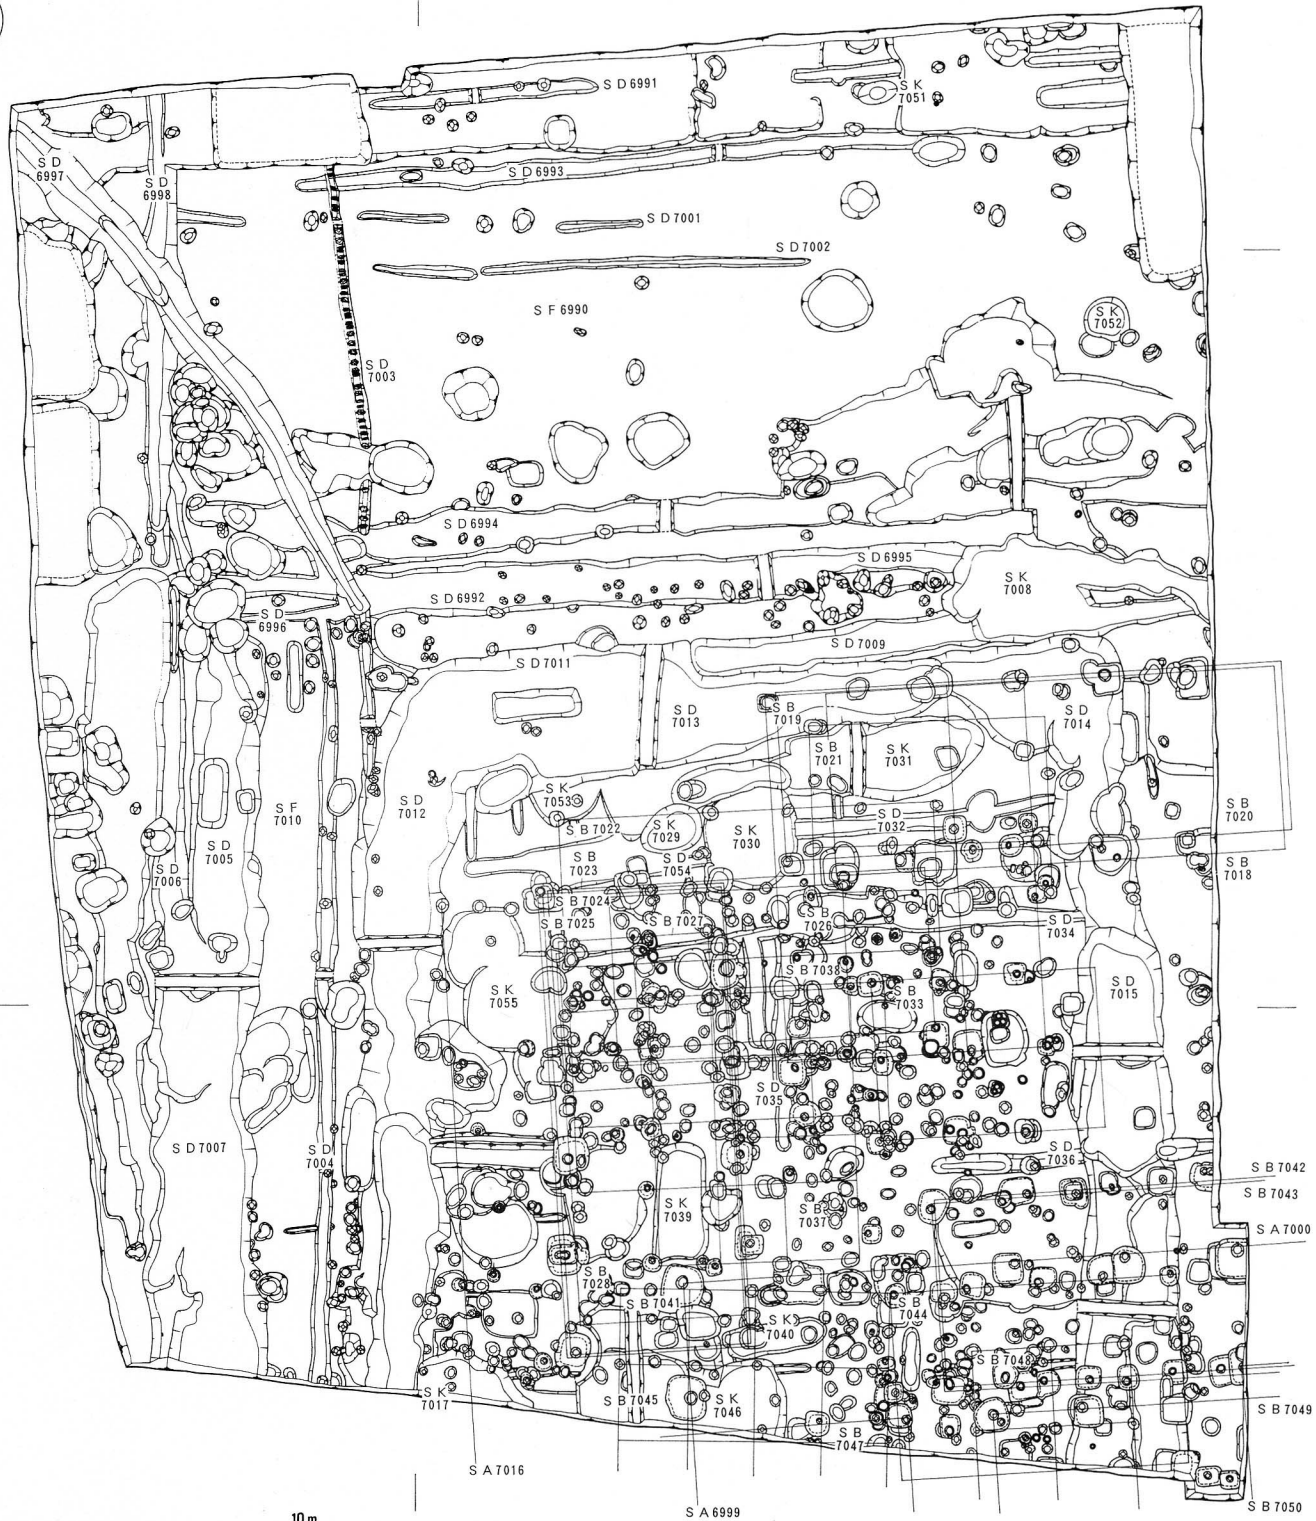 S D 6991
S K
7051
S D
6997
S D
6998
S D 6993
S D 7001
S D 7002
S F 6990
S K
7052
S D
7003
S D 6994
S D 6995
S K
7008
S D 6992
S D
6996
S D 7009
S D 7011
S D
7013
S B
7019
S D
7014
S B
7021
S K
7031
S K
7053
S D
7012
S F
7010
S B 7022
S K
7029
S K
7030
S D
7032
S B
7020
S D
7005
S D
7006
S B
7023
S D
7054
S B
7018
S B 7024
S B 7025
S B 7027
S B
7026
S D
7034
S B 7038
S K
7055
S B
7033
S D
7015
S D
7035
S D 7007
S D
7004
S D
7036
S B 7042
S B 7043
S K
7039
S B
7037
S A 7000
S B
7028
S B 7041
S B
7044
S K
7040
S B 7048
S K
7017
S B 7045
S K
7046
S B 7049
S B
7047
S A 7016
S A 6999
S B 7050
10 m